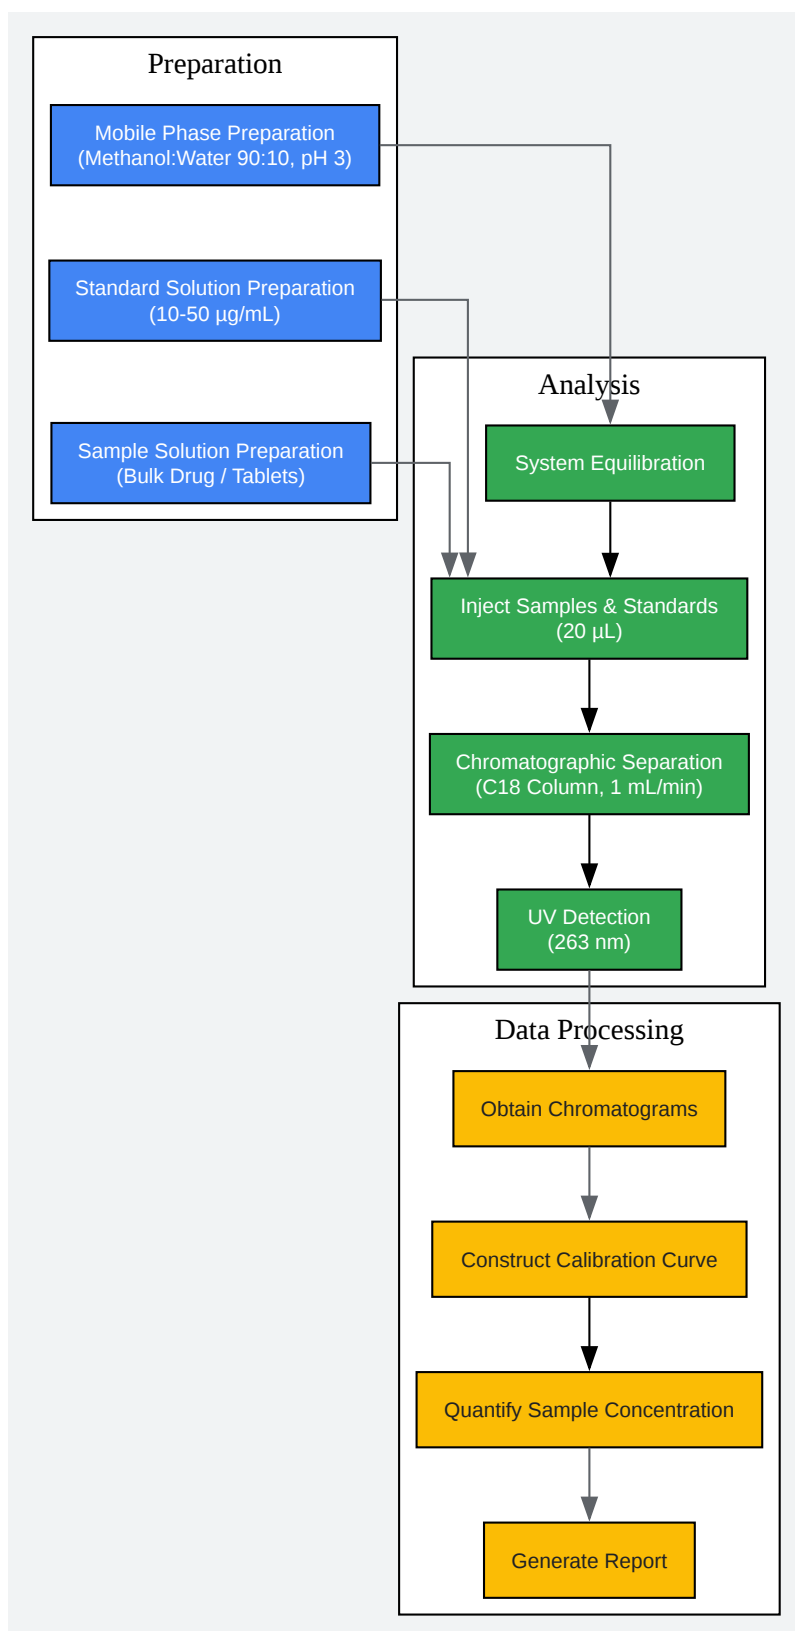 Preparation
Mobile Phase Preparation
(Methanol:Water 90:10, pH 3)
Standard Solution Preparation
(10-50 µg/mL)
Sample Solution Preparation
(Bulk Drug / Tablets)
Analysis
System Equilibration
Inject Samples & Standards
(20 µL)
Chromatographic Separation
(C18 Column, 1 mL/min)
UV Detection
(263 nm)
Data Processing
Obtain Chromatograms
Construct Calibration Curve
Quantify Sample Concentration
Generate Report